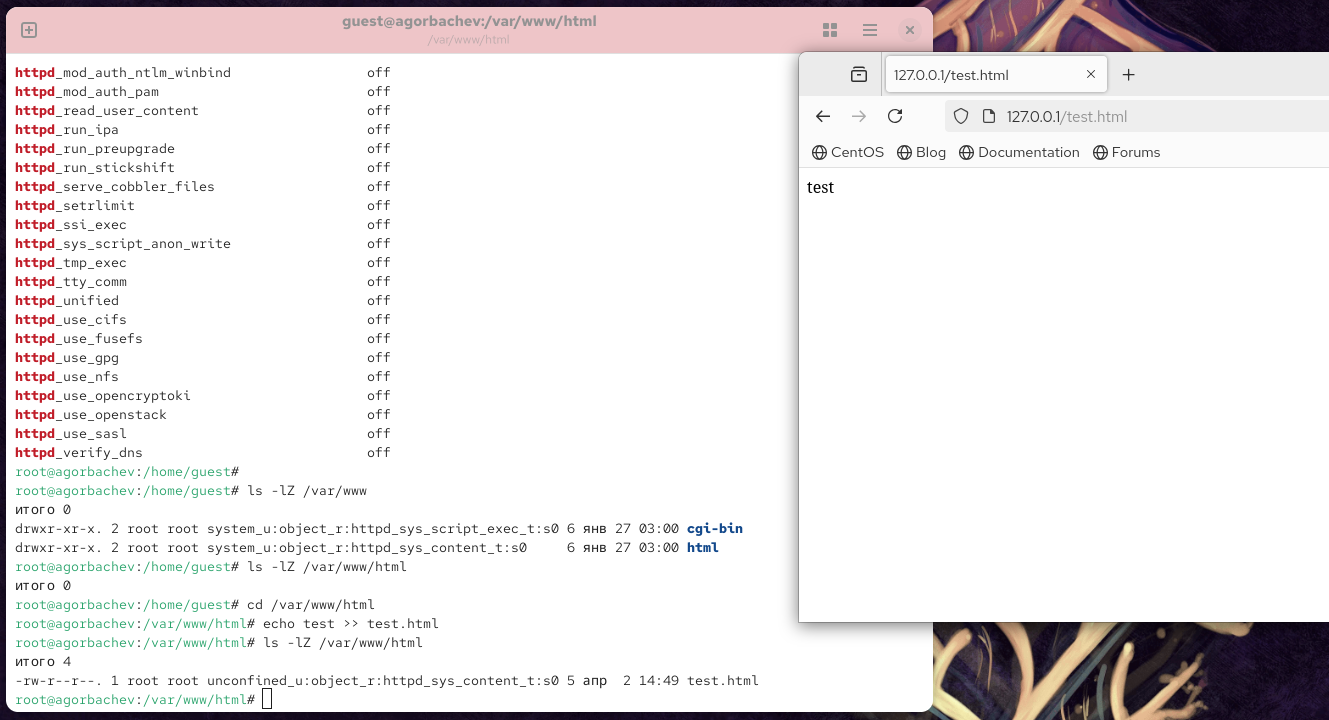 guest@agorbachev:/var/www/html
/var/www/html
httpd_mod_auth_ntlm_winbind off
httpd_mod_auth_pam off
httpd_read_user_content off
httpd_run_ipa off
httpd_run_preupgrade off
httpd_run_stickshift off
httpd_serve_cobbler_files off
httpd_setrlimit off
httpd_ssi_exec off
httpd_sys_script_anon_write off
httpd_tmp_exec off
httpd_tty_comm off
httpd_unified off
httpd_use_cifs off
httpd_use_fusefs off
httpd_use_gpg off
httpd_use_nfs off
httpd_use_opencryptoki off
httpd_use_openstack off
httpd_use_sasl off
httpd_verify_dns off
root@agorbachev:/home/guest#
root@agorbachev:/home/guest# ls -lZ /var/www
итого 0
drwxr-xr-x. 2 root root system_u:object_r:httpd_sys_script_exec_t:s0 6 янв 27 03:00 cgi-bin
drwxr-xr-x. 2 root root system_u:object_r:httpd_sys_content_t:s0 6 янв 27 03:00 html
root@agorbachev:/home/guest# ls -lZ /var/www/html
итого 0
root@agorbachev:/home/guest# cd /var/www/html
root@agorbachev:/var/www/html# echo test >> test.html
root@agorbachev:/var/www/html# ls -lZ /var/www/html
итого 4
-rw-r--r--. 1 root root unconfined_u:object_r:httpd_sys_content_t:s0 5 апр 2 14:49 test.html
root@agorbachev:/var/www/html#
127.0.0.1/test.html
127.0.0.1/test.html
CentOS Blog Documentation Forums
test